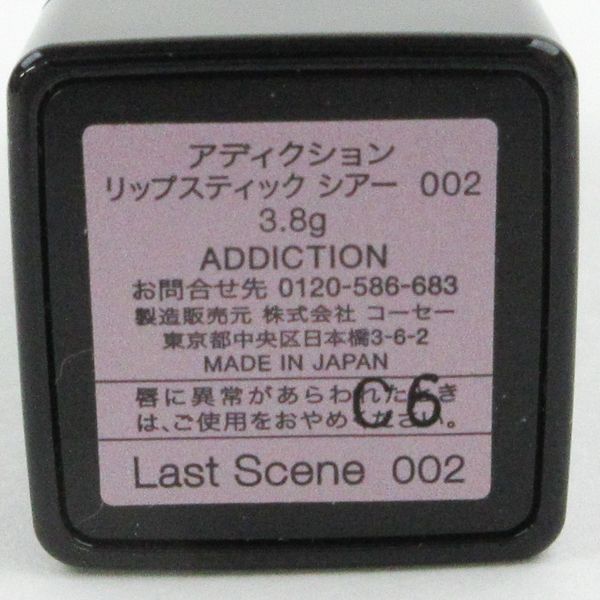 アディクション
リップスティック シアー 002
3.8g
ADDICTION
お問合せ先 0120-586-683
製造販売元 株式会社 コーセー
東京都中央区日本橋3-6-2
MADE IN JAPAN
唇に異常があらわれたときは、ご使用をおやめください。
C6
Last Scene 002